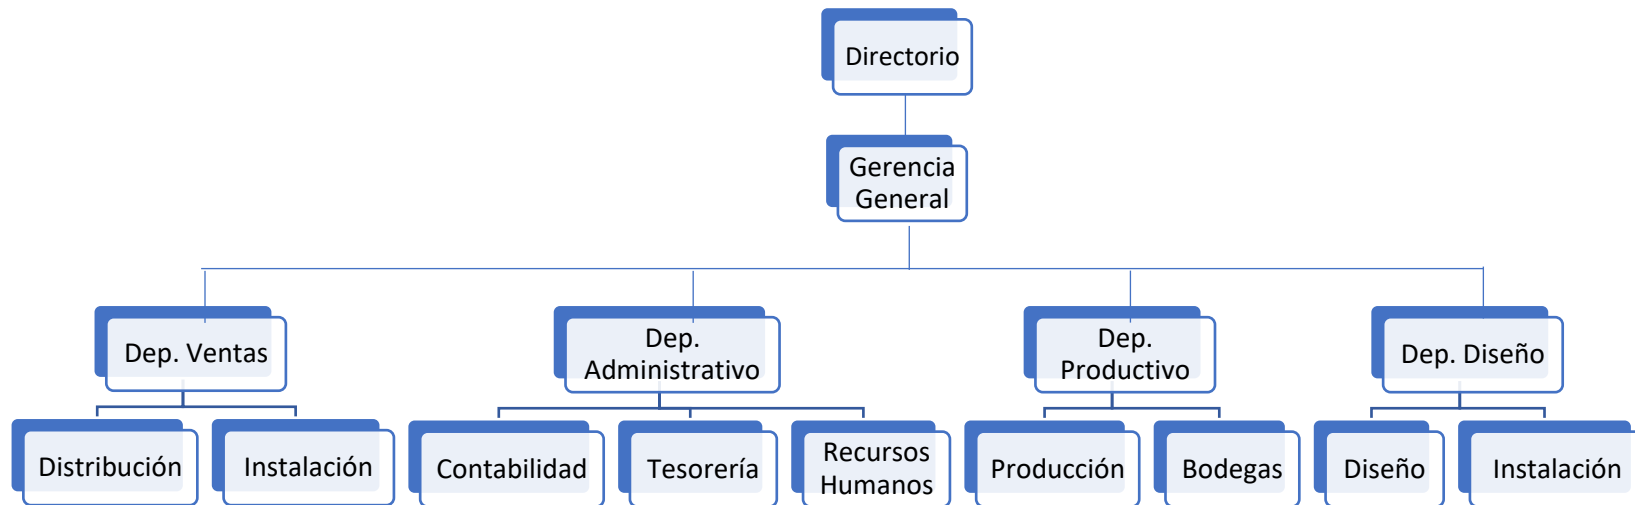 Directorio
Gerencia
General
Dep. Ventas
Dep.
Administrativo
Dep.
Productivo
Dep. Diseño
Distribución
Instalación
Contabilidad
Tesorería
Recursos
Humanos
Producción
Bodegas
Diseño
Instalación